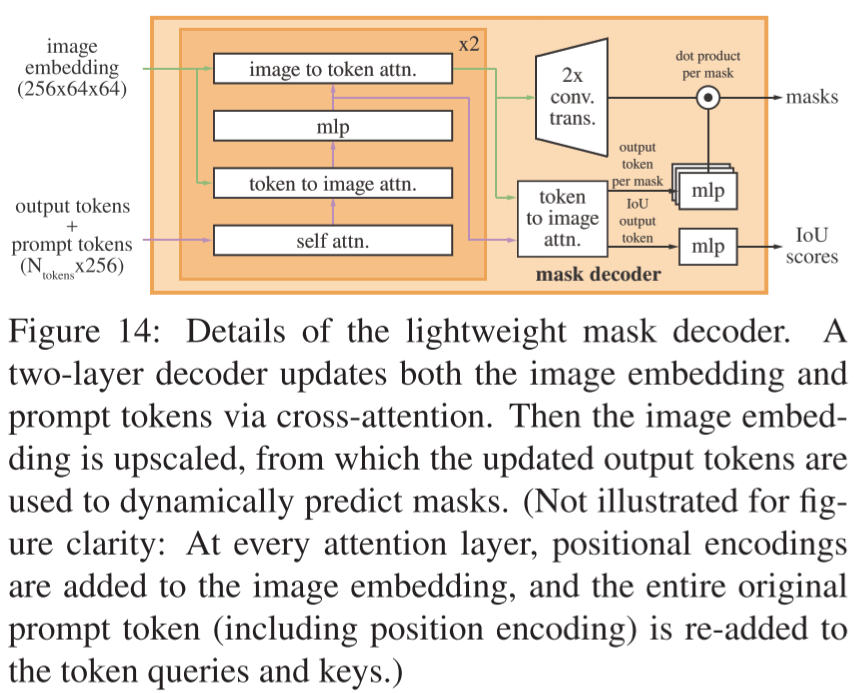 image
embedding
(256x64x64)
output tokens
+
prompt tokens
(Ntokensx256)
x2
image to token attn.
mlp
token to image attn.
self attn.
2x
conv.
trans.
token
to image
attn.
mask decoder
output
token
per mask
IoU
output
token
dot product
per mask
mlp
mlp
masks
IoU
scores
Figure 14: Details of the lightweight mask decoder. A
two-layer decoder updates both the image embedding and
prompt tokens via cross-attention. Then the image embed-
ding is upscaled, from which the updated output tokens are
used to dynamically predict masks. (Not illustrated for fig-
ure clarity: At every attention layer, positional encodings
are added to the image embedding, and the entire original
prompt token (including position encoding) is re-added to
the token queries and keys.)